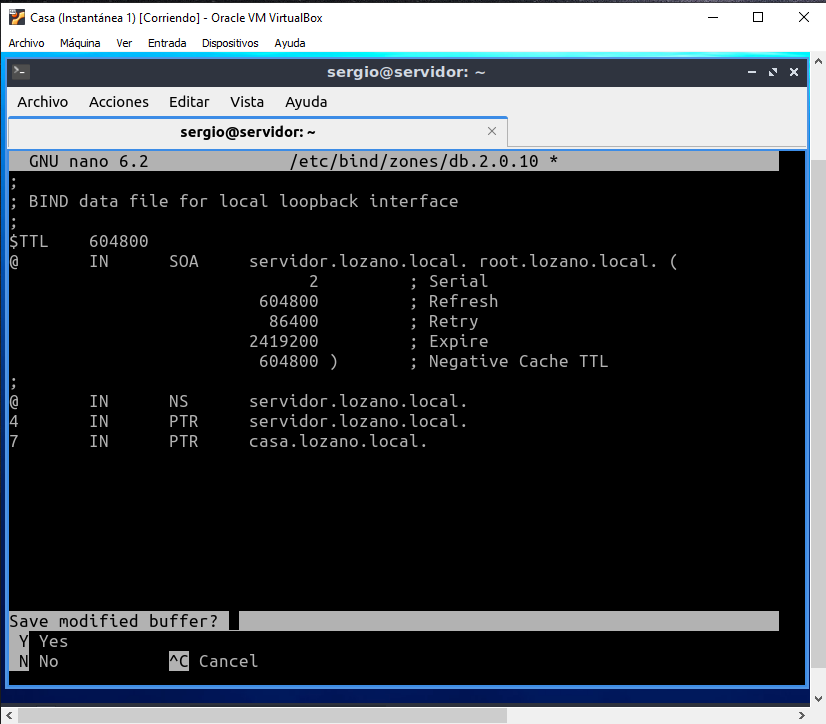 Casa (Instantánea 1) [Corriendo] - Oracle VM VirtualBox
Archivo Máquina Ver Entrada Dispositivos Ayuda
sergio@servidor: ~
Archivo Acciones Editar Vista Ayuda
sergio@servidor: ~
GNU nano 6.2 /etc/bind/zones/db.2.0.10 *
;
; BIND data file for local loopback interface
;
$TTL 604800
@ IN SOA servidor.lozano.local. root.lozano.local. (
2 ; Serial
604800 ; Refresh
86400 ; Retry
2419200 ; Expire
604800 ) ; Negative Cache TTL
;
@ IN NS servidor.lozano.local.
4 IN PTR servidor.lozano.local.
7 IN PTR casa.lozano.local.
Save modified buffer?
Y Yes
N No ^C Cancel